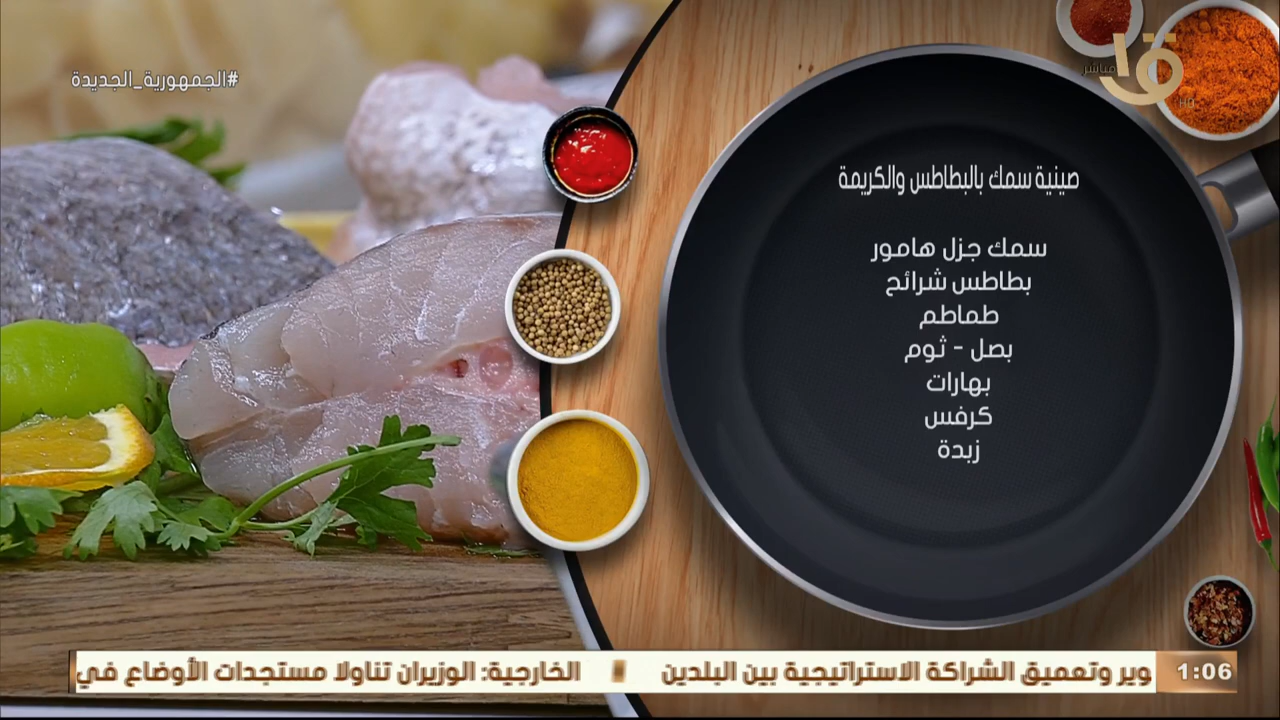 #الجمهورية_الجديدة
مباشر
HD
صينية سمك بالبطاطس والكريمة
سمك جزل هامور
بطاطس شرائح
طماطم
بصل - ثوم
بهارات
كرفس
زبدة
1:06
وير وتعميق الشراكة الاستراتيجية بين البلدين
الخارجية: الوزيران تناولا مستجدات الأوضاع في